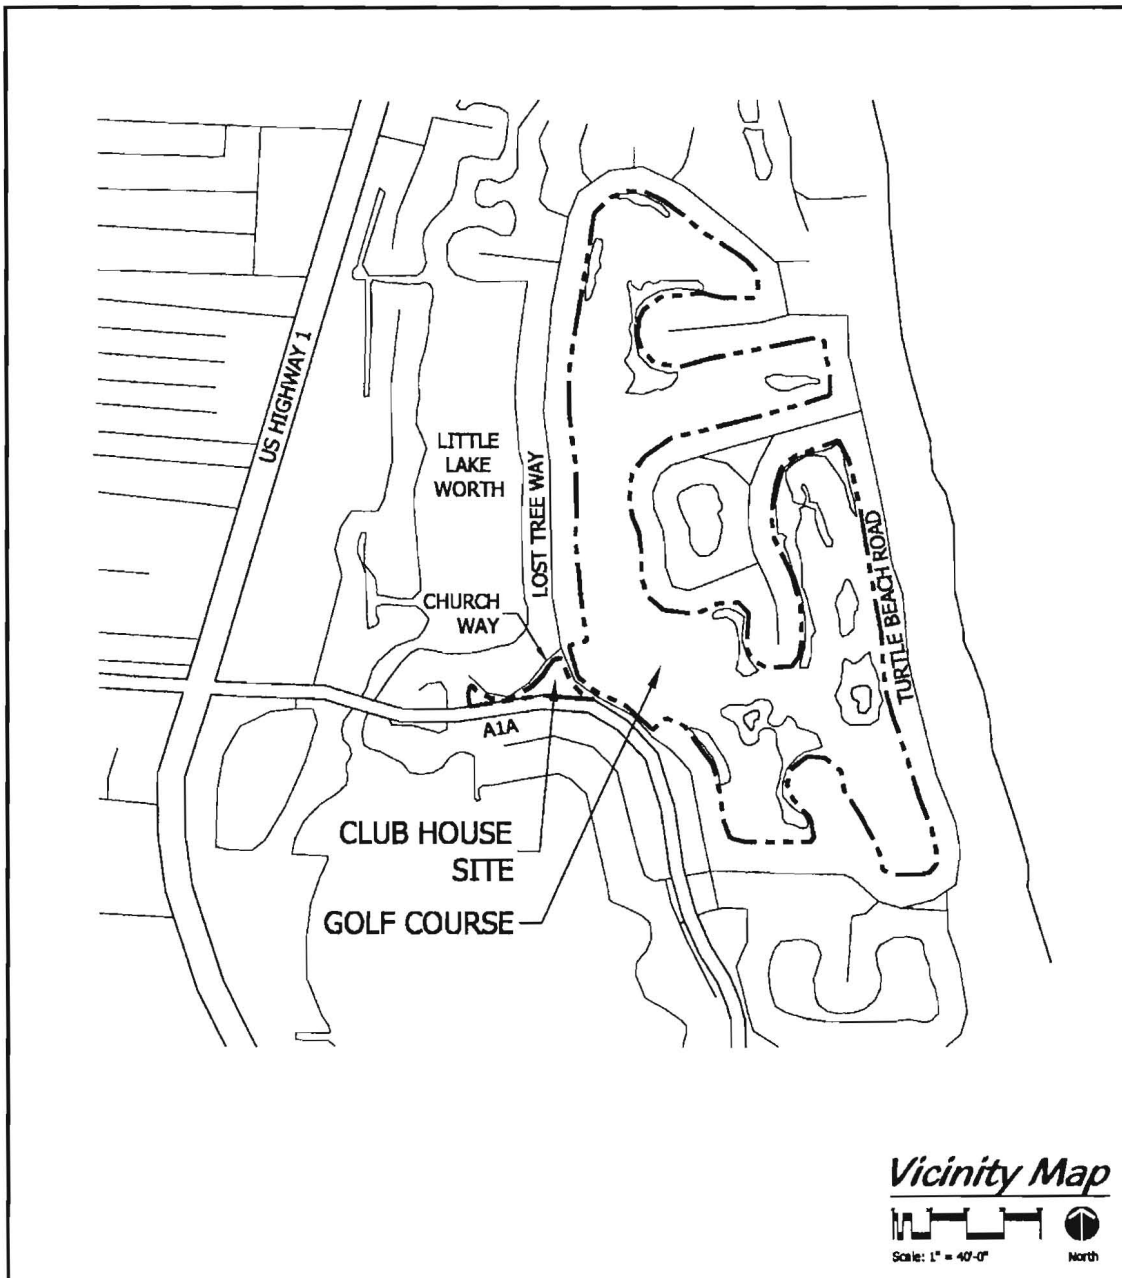 US HIGHWAY 1
LITTLE
LAKE
WORTH
LOST TREE WAY
CHURCH
WAY
TURTLE BEACH ROAD
A1A
CLUB HOUSE
SITE
GOLF COURSE
Vicinity Map
Scale: 1" = 40'-0"
North